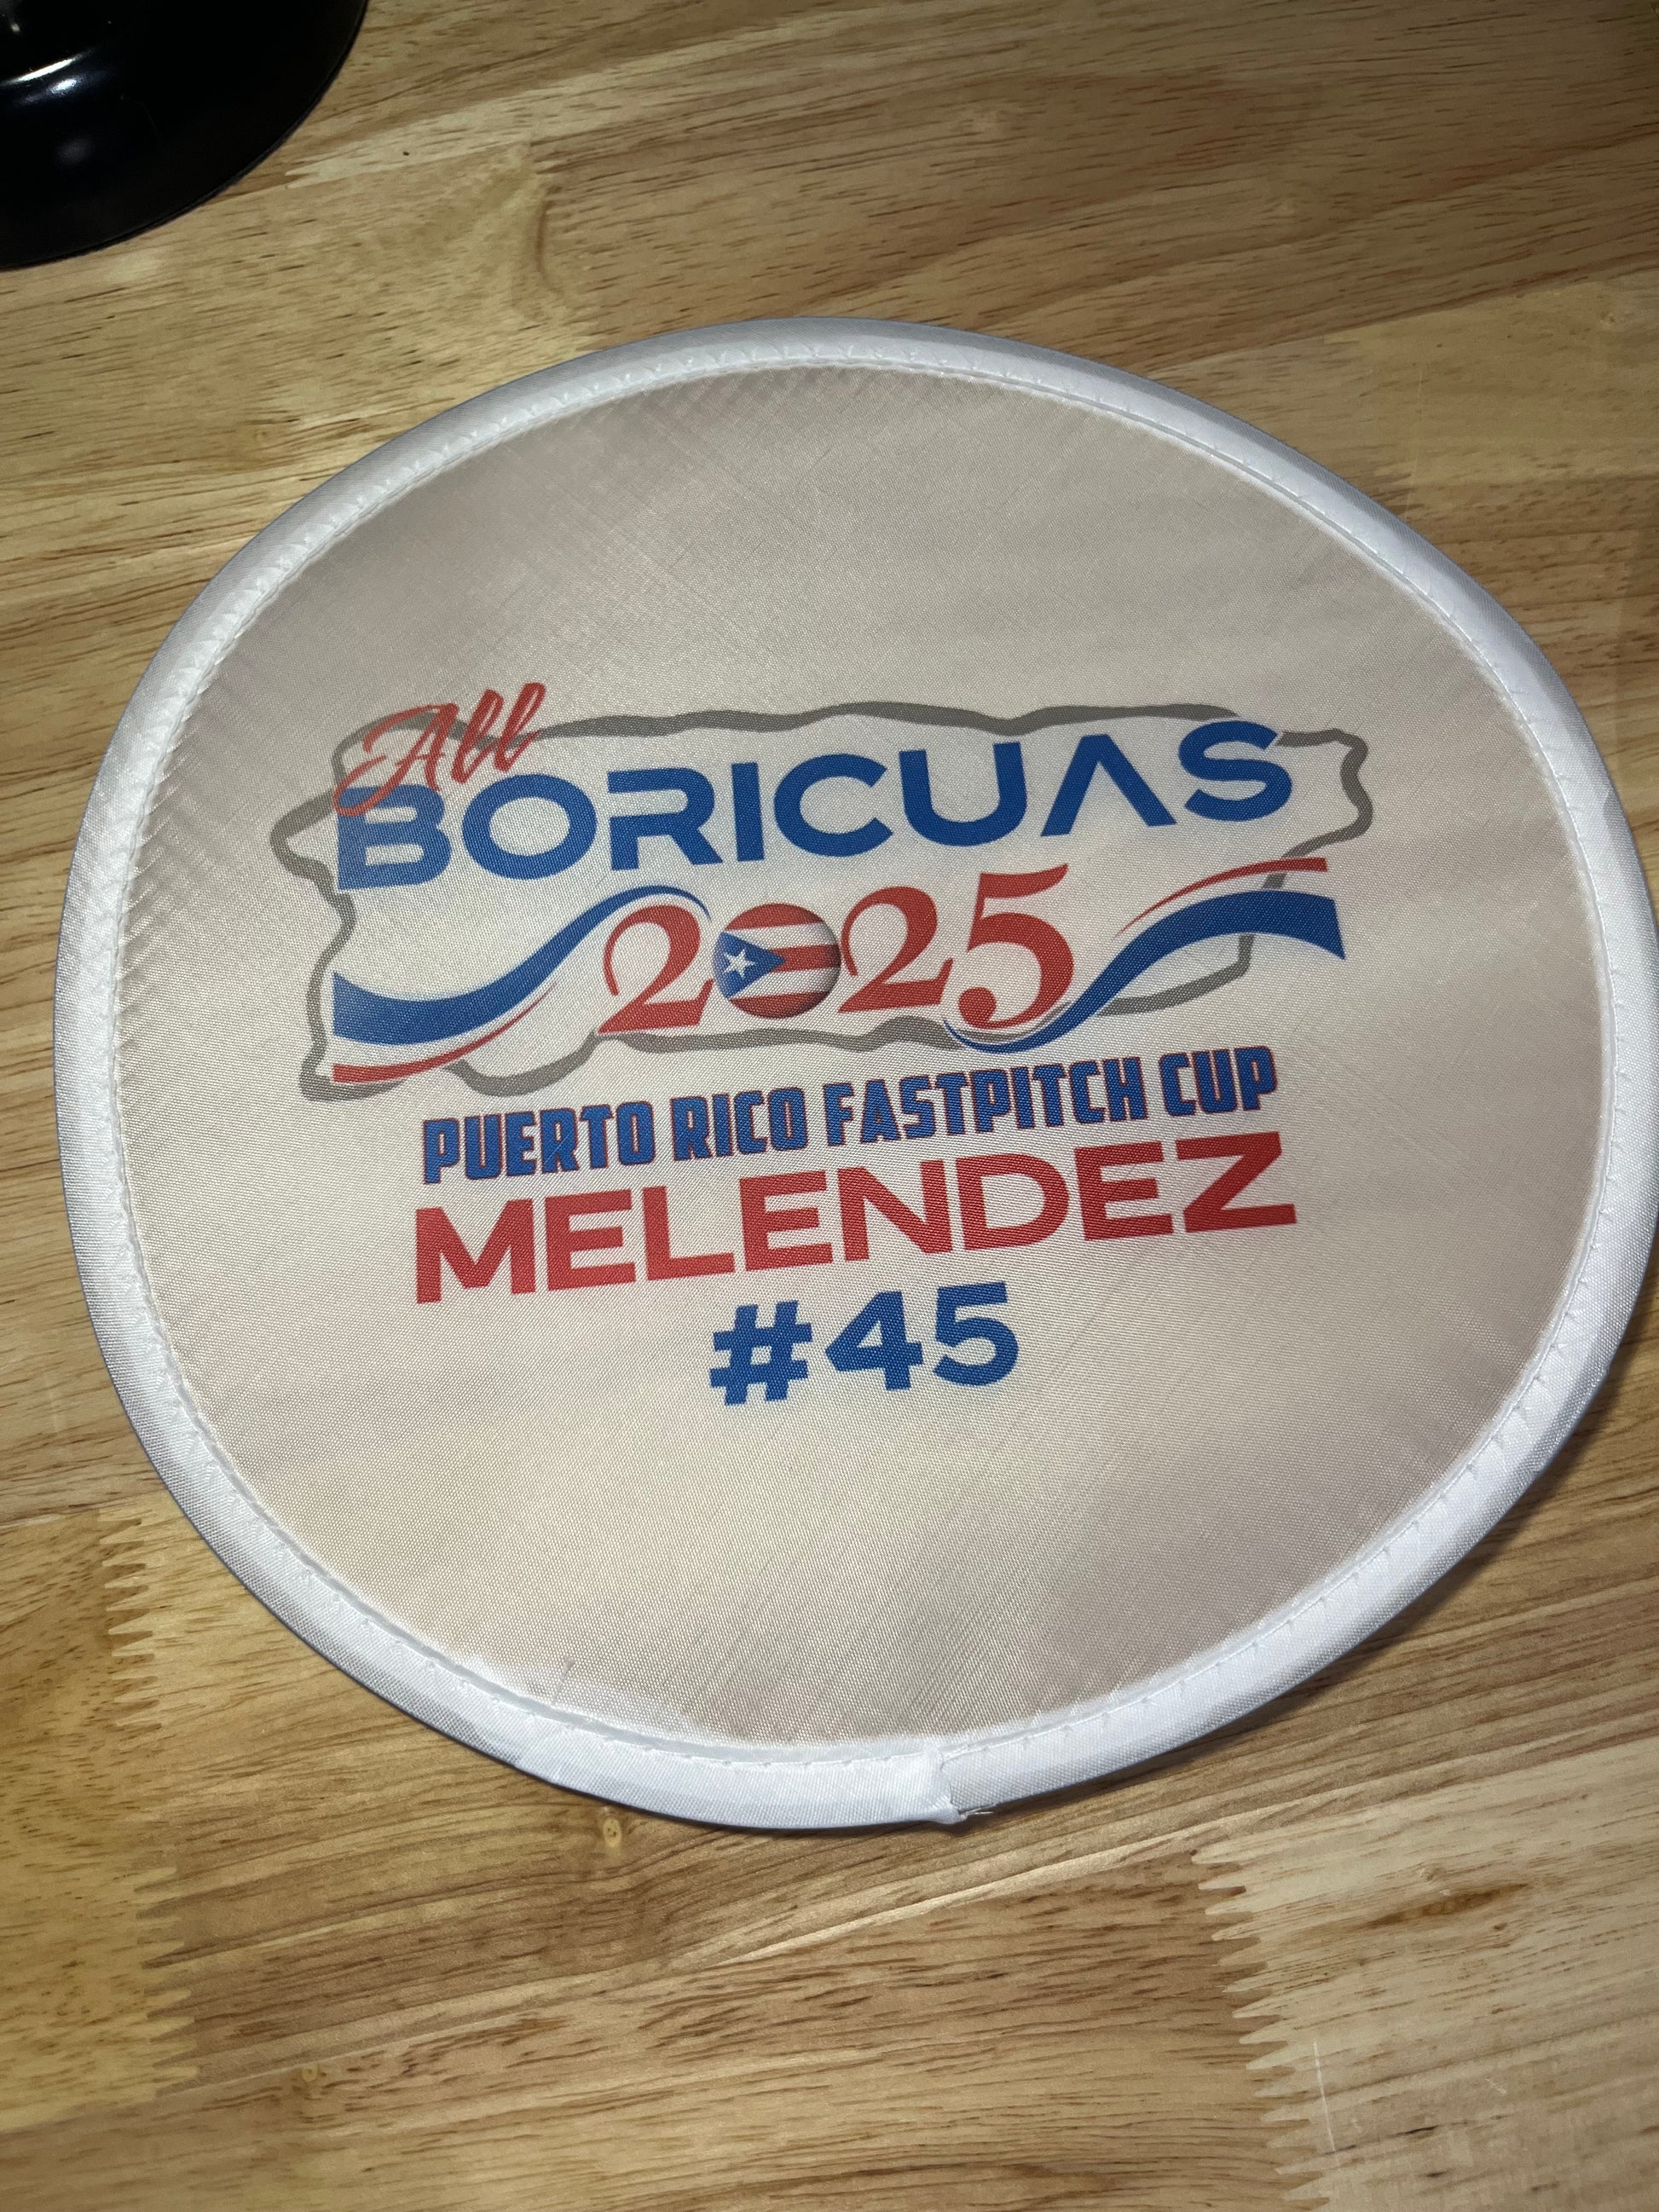 All
BORICUAS
2025
PUERTO RICO FASTPITCH CUP
MELENDEZ
#45